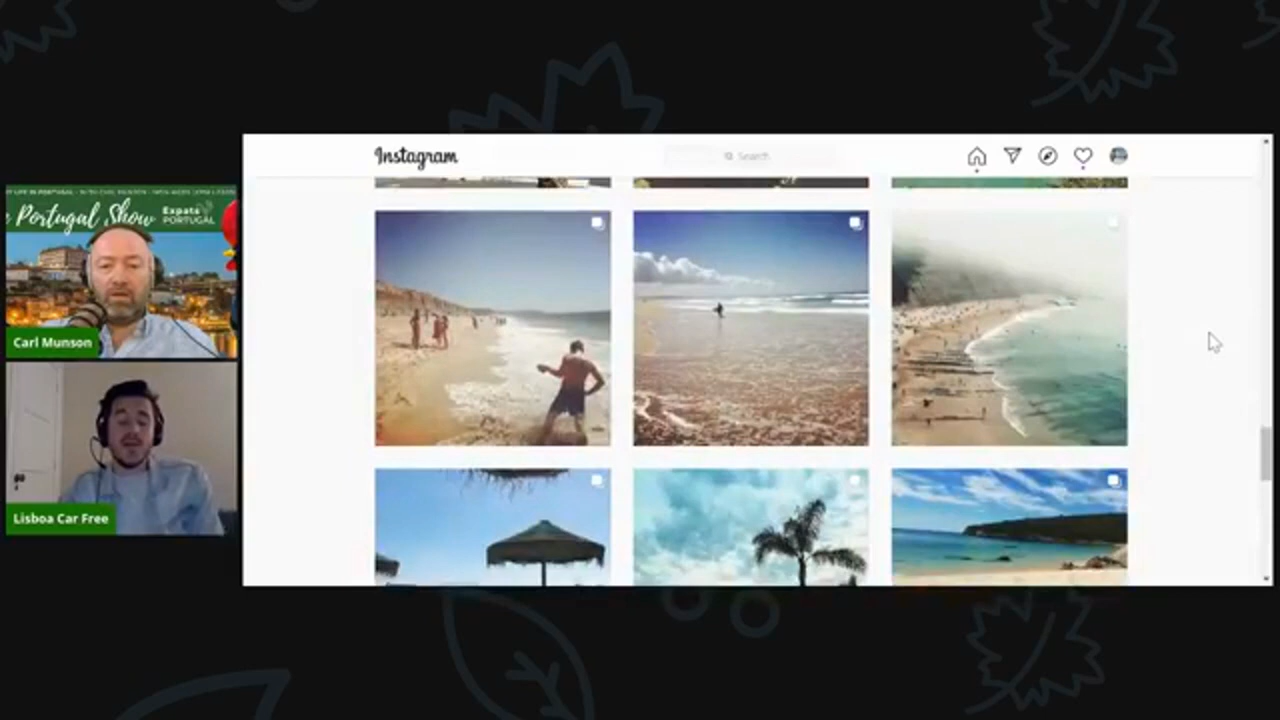 Instagram
Search
Portugal Show
Expats
PORTUGAL
Carl Munson
Lisboa Car Free